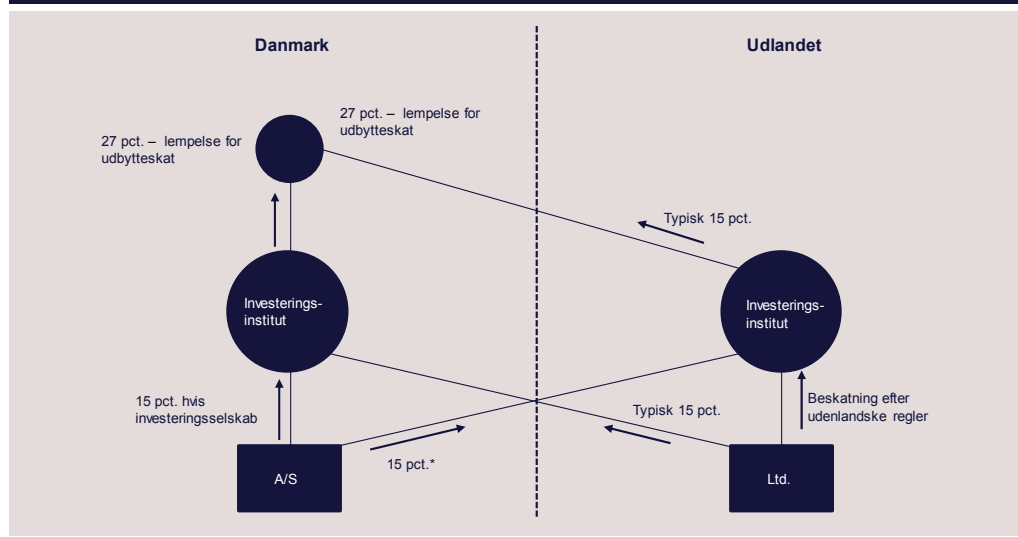 Danmark
Udlandet
27 pct. – lempelse for
udbytteskat
27 pct. – lempelse for
udbytteskat
Typisk 15 pct.
Investerings-
institut
Investerings-
institut
15 pct. hvis
investeringsselskab
Typisk 15 pct.
Beskatning efter
udenlandske regler
15 pct.*
A/S
Ltd.